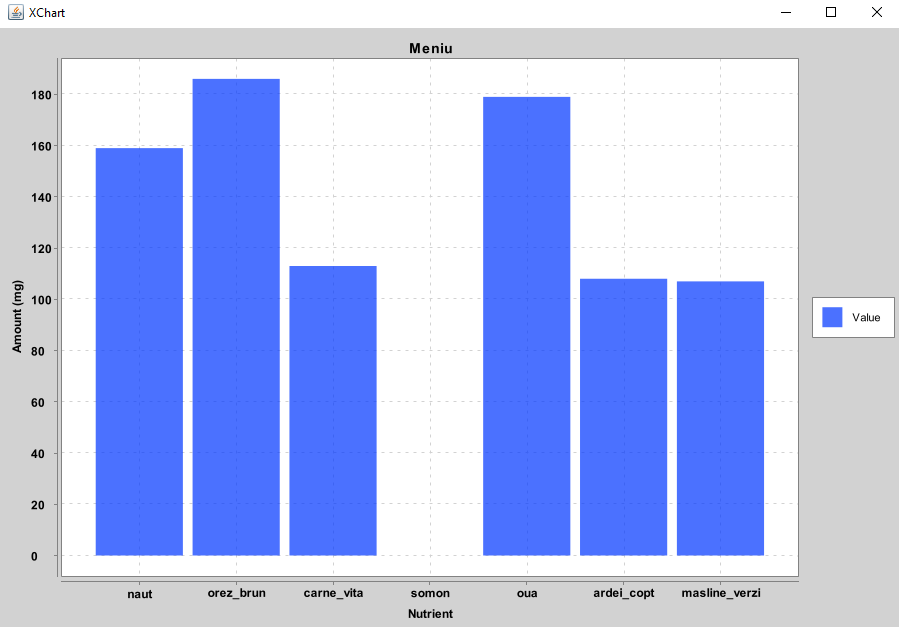 XChart
Meniu
180
160
140
120
100
80
60
40
20
0
Amount (mg)
naut orez_brun carne_vita somon oua ardei_copt masline_verzi
Nutrient
Value